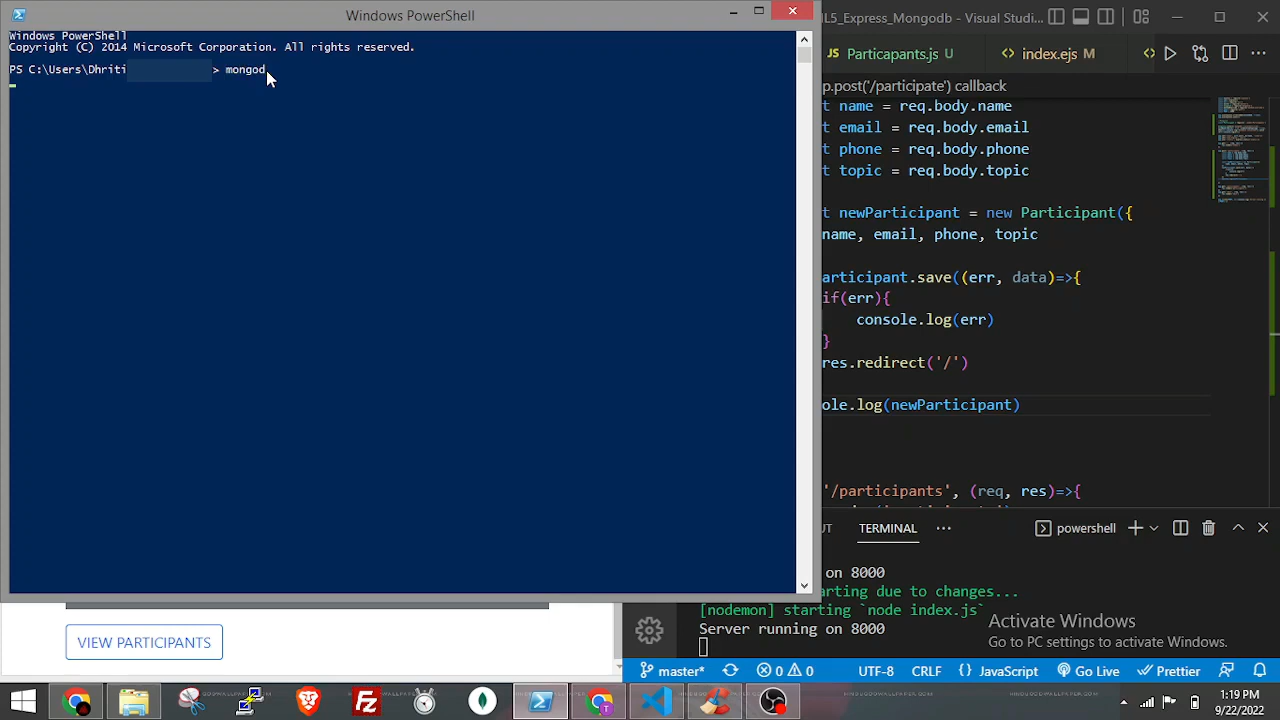 Windows PowerShell
Windows PowerShell
Copyright (C) 2014 Microsoft Corporation. All rights reserved.
PS C:\Users\Dhriti > mongod
IL5_Express_Mongodb - Visual Studi...
Particapants.js U
index.ejs M
p.post('/participate') callback
t name = req.body.name
t email = req.body.email
t phone = req.body.phone
t topic = req.body.topic
t newParticipant = new Participant({
name, email, phone, topic
articipant.save((err, data)=>{
if(err){
console.log(err)
}
res.redirect('/')
ole.log(newParticipant)
'/participants', (req, res)=>{
UT TERMINAL ... powershell
on 8000
arting due to changes...
[nodemon] starting `node index.js`
Server running on 8000
Activate Windows
Go to PC settings to activate Windows.
VIEW PARTICIPANTS
master* 0 0 UTF-8 CRLF {} JavaScript Go Live Prettier
1:19 PM
9/22/2022